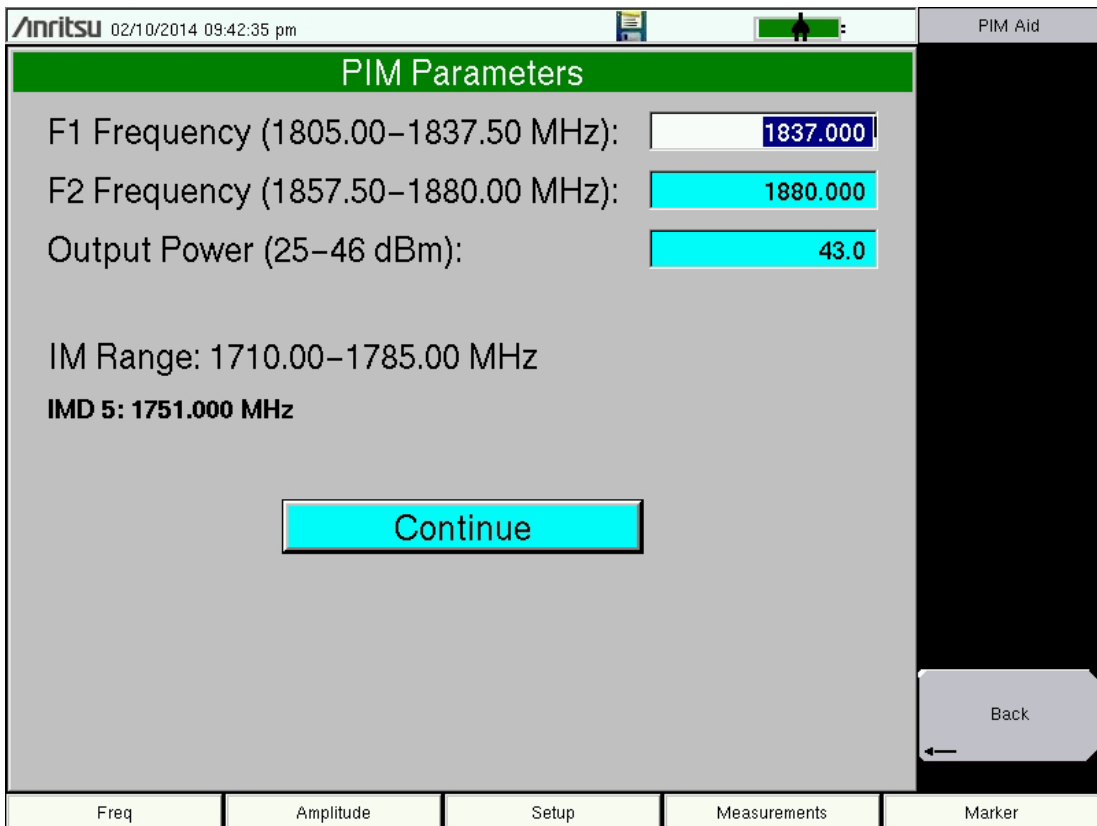 Anritsu 02/10/2014 09:42:35 pm
PIM Aid
PIM Parameters
F1 Frequency (1805.00–1837.50 MHz): 1837.000
F2 Frequency (1857.50–1880.00 MHz): 1880.000
Output Power (25–46 dBm): 43.0
IM Range: 1710.00–1785.00 MHz
IMD 5: 1751.000 MHz
Continue
Back
Freq Amplitude Setup Measurements Marker